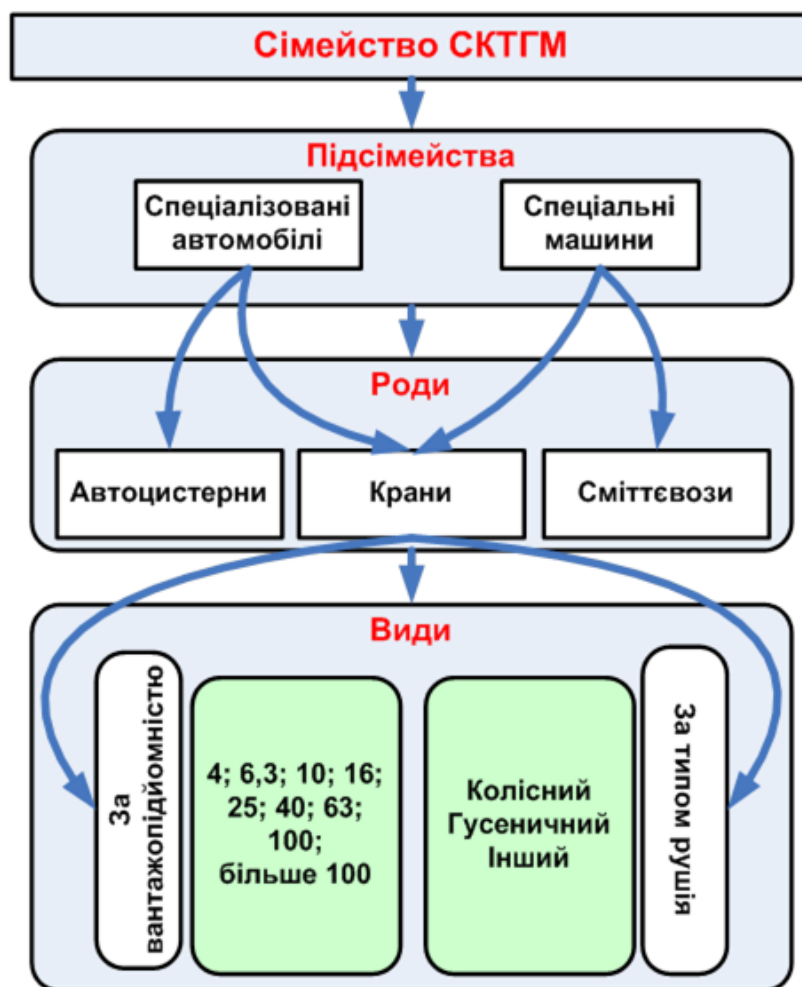 Сімейство СКТГМ
Підсімейства
Спеціалізовані
автомобілі
Спеціальні
машини
Роди
Автоцистерни
Крани
Сміттєвози
Види
За
вантажопідйомністю
4; 6,3; 10; 16;
25; 40; 63;
100;
більше 100
Колісний
Гусеничний
Інший
За типом рушія